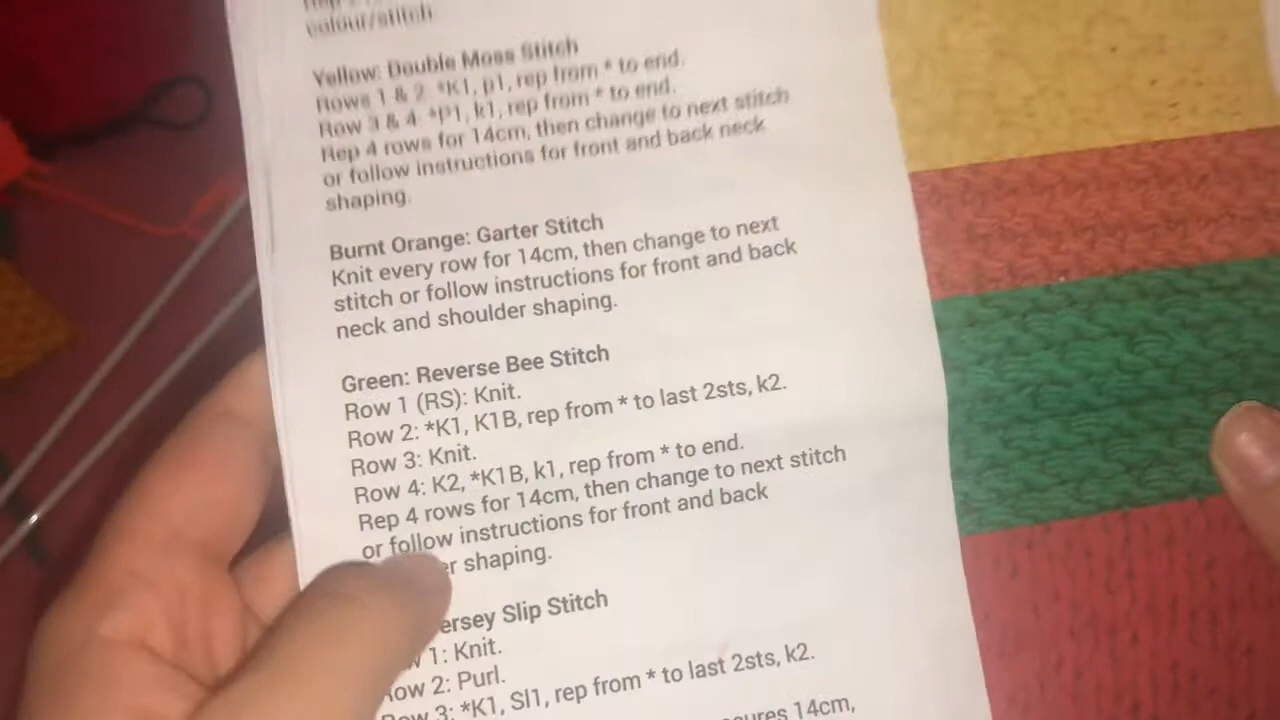 colour/stitch
Yellow: Double Moss Stitch
Rows 1 & 2: *K1, p1, rep from * to end.
Row 3 & 4: *P1, k1, rep from * to end.
Rep 4 rows for 14cm, then change to next stitch
or follow instructions for front and back neck
shaping.
Burnt Orange: Garter Stitch
Knit every row for 14cm, then change to next
stitch or follow instructions for front and back
neck and shoulder shaping.
Green: Reverse Bee Stitch
Row 1 (RS): Knit.
Row 2: *K1, K1B, rep from * to last 2sts, k2.
Row 3: Knit.
Row 4: K2, *K1B, k1, rep from * to end.
Rep 4 rows for 14cm, then change to next stitch
or follow instructions for front and back
shaping.
Slip Stitch
1: Knit.
Row 2: Purl.
Row 3: *K1, Sl1, rep from * to last 2sts, k2.
14cm,